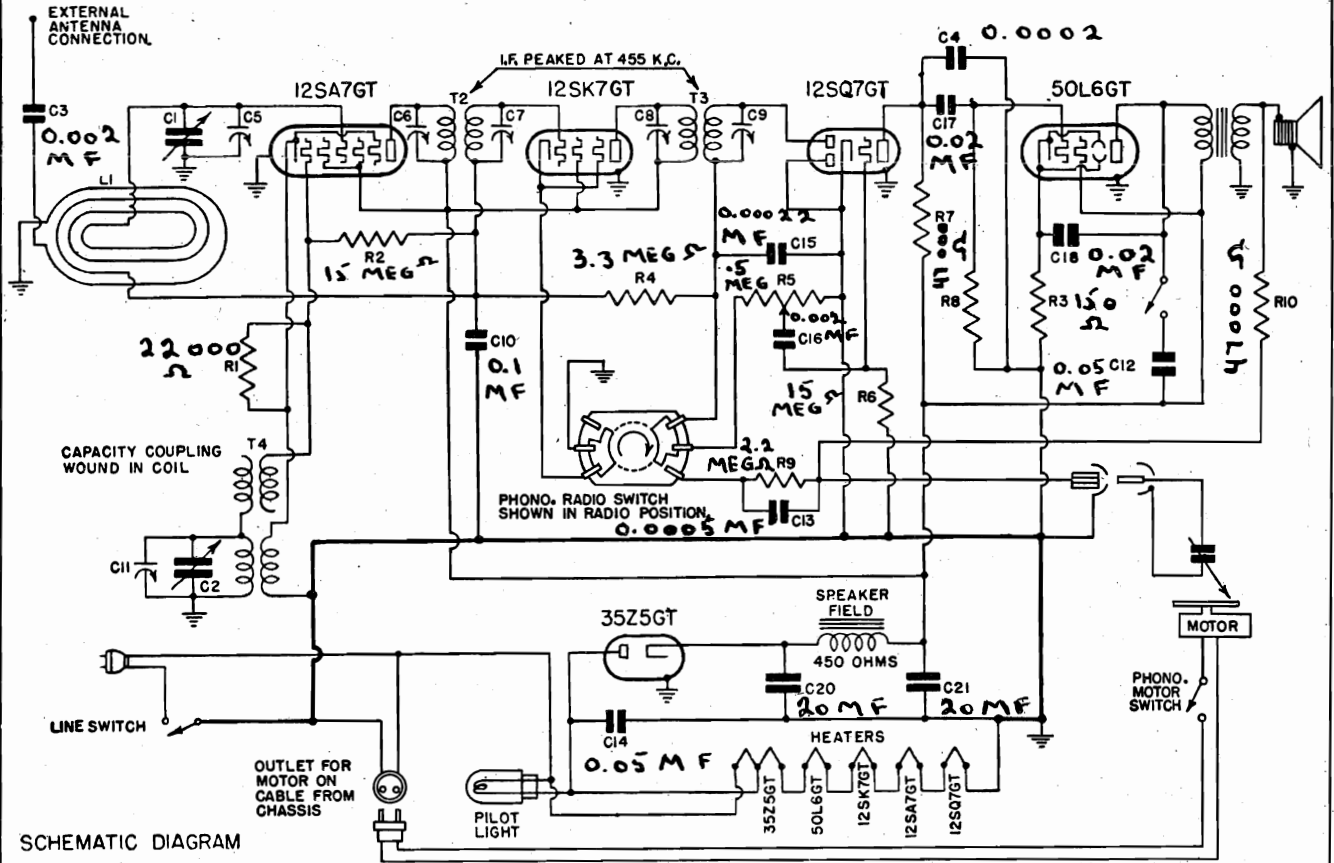 EXTERNAL
ANTENNA
CONNECTION.
C3
0.002
MF
L1
C1
C5
12SA7GT
I.F. PEAKED AT 455 K.C.
C6
T2
C7
12SK7GT
C8
T3
C9
12SQ7GT
C4
0.0002
C17
0.02
MF
50L6GT
R2
15 MEG Ω
3.3 MEG Ω
R4
0.00022
MF
C15
.5
MEG
R5
0.002
MF
C16
R7
47000
Ω
R8
C18
0.02
MF
R3
150
Ω
47000 Ω
R10
22000
Ω
R1
C10
0.1
MF
15
MEG Ω
R6
0.05
MF
C12
CAPACITY COUPLING
WOUND IN COIL
T4
2.2
MEG Ω
R9
PHONO. RADIO SWITCH
SHOWN IN RADIO POSITION.
0.0005 MF
C13
C11
C2
35Z5GT
SPEAKER
FIELD
450 OHMS
C20
20 MF
C21
20 MF
MOTOR
PHONO.
MOTOR
SWITCH
LINE SWITCH
C14
0.05 MF
HEATERS
35Z5GT
50L6GT
12SK7GT
12SA7GT
12SQ7GT
OUTLET FOR
MOTOR ON
CABLE FROM
CHASSIS
PILOT
LIGHT
SCHEMATIC DIAGRAM